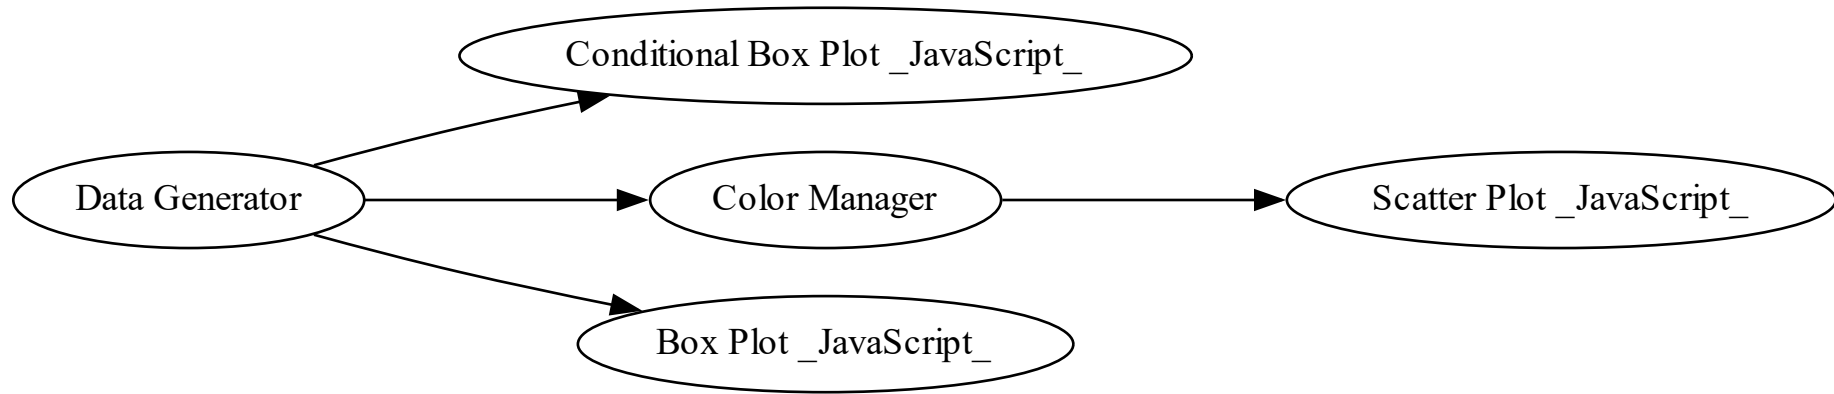 Conditional Box Plot _JavaScript_
Data Generator
Color Manager
Scatter Plot _JavaScript_
Box Plot _JavaScript_